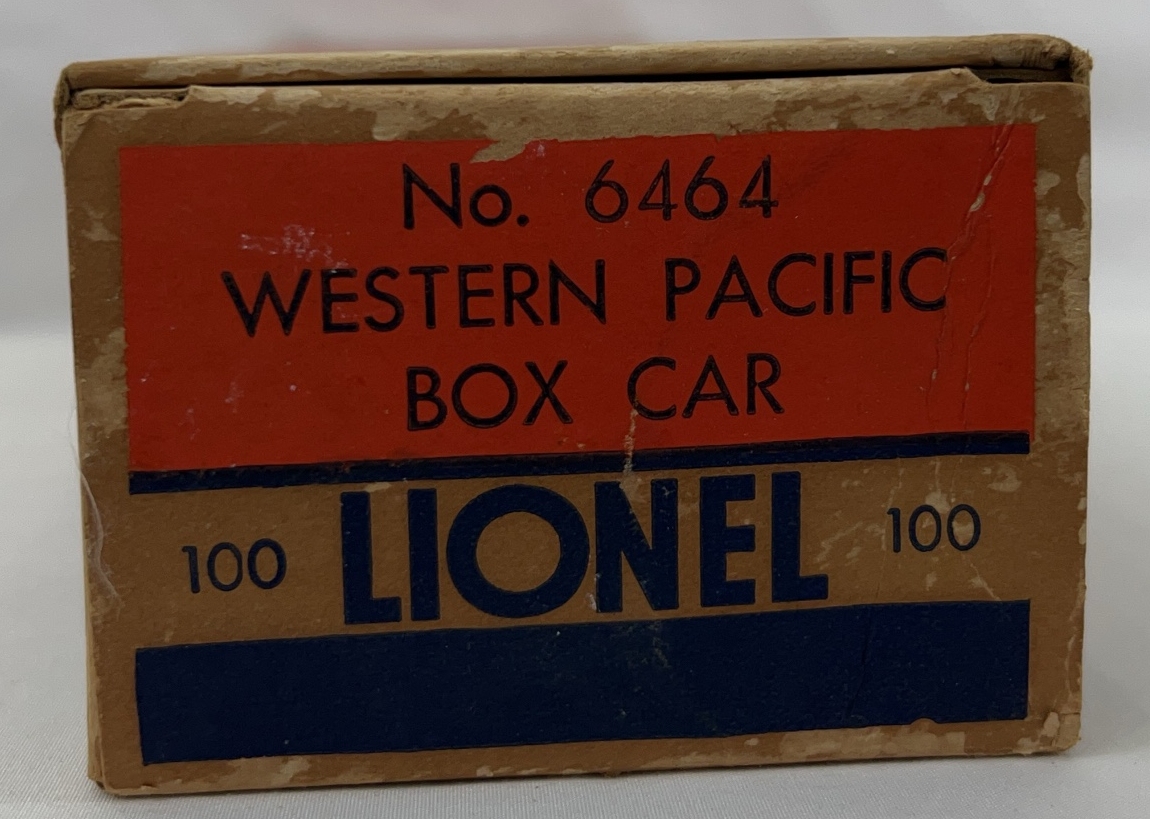 No. 6464
WESTERN PACIFIC
BOX CAR
100 LIONEL 100